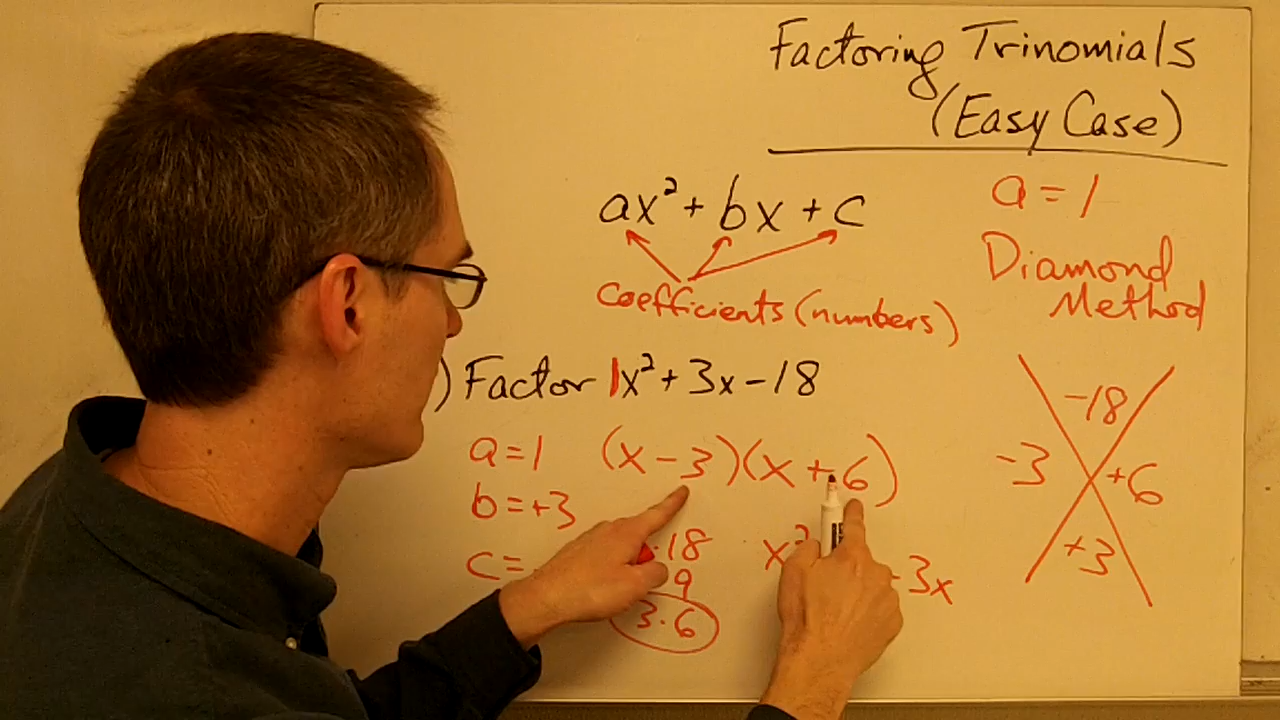 Factoring Trinomials
(Easy Case)
ax² + bx + c
a = 1
Coefficients (numbers)
Diamond
Method
) Factor 1x² + 3x - 18
a = 1
(x - 3)(x + 6)
b = +3
c =
·18
9
3·6
x²
3x
-18
-3
+6
+3